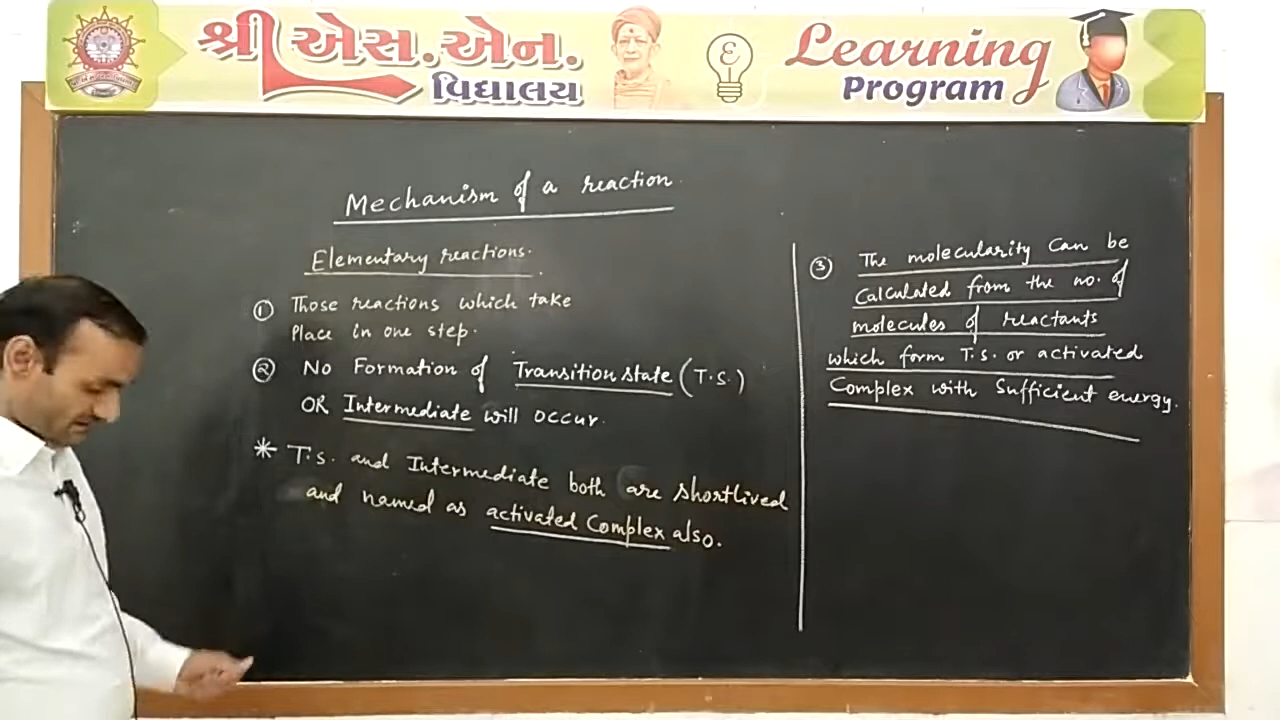 શ્રી એસ.એન.
વિદ્યાલય
Learning
Program
Mechanism of a reaction.
Elementary reactions.
① Those reactions which take
Place in one step.
② No Formation of Transition state (T.S.)
OR Intermediate will occur.
* T.S. and Intermediate both are shortlived
and named as activated Complex also.
③ The molecularity Can be
Calculated from the no. of
molecules of reactants
which form T.S. or activated
Complex with Sufficient energy.